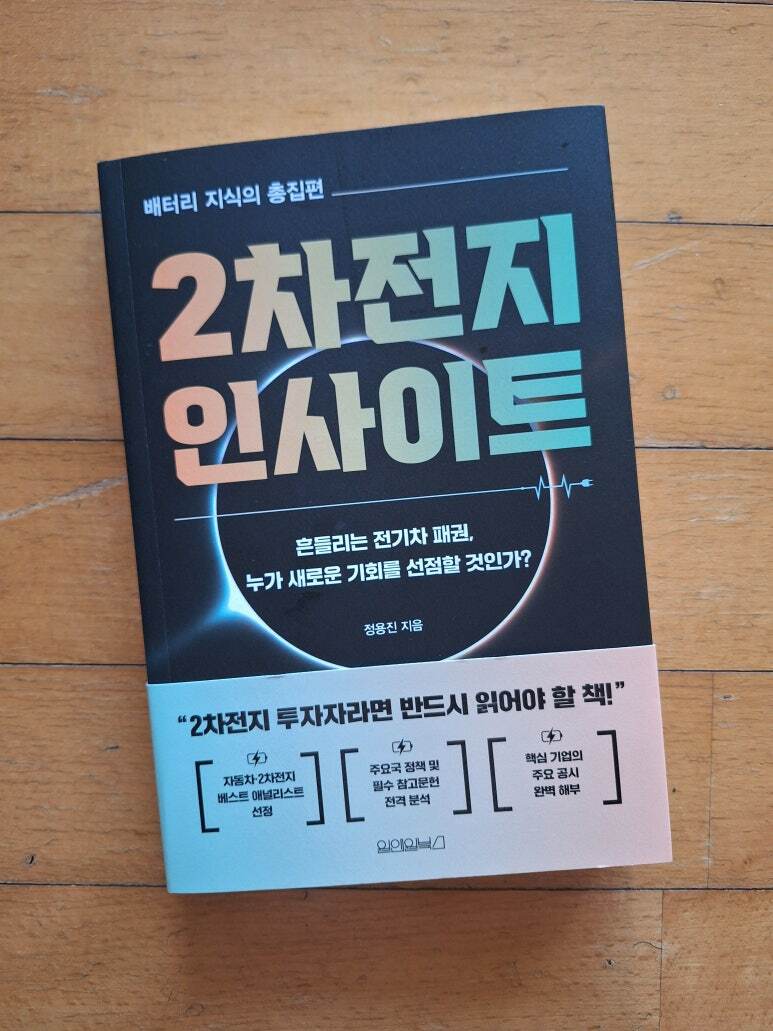 배터리 지식의 총집편
2차전지
인사이트
흔들리는 전기차 패권,
누가 새로운 기회를 선점할 것인가?
정용진 지음
“2차전지 투자자라면 반드시 읽어야 할 책!”
자동차·2차전지
베스트 애널리스트
선정
주요국 정책 및
필수 참고문헌
전격 분석
핵심 기업의
주요 공시
완벽 해부
원앤원북스